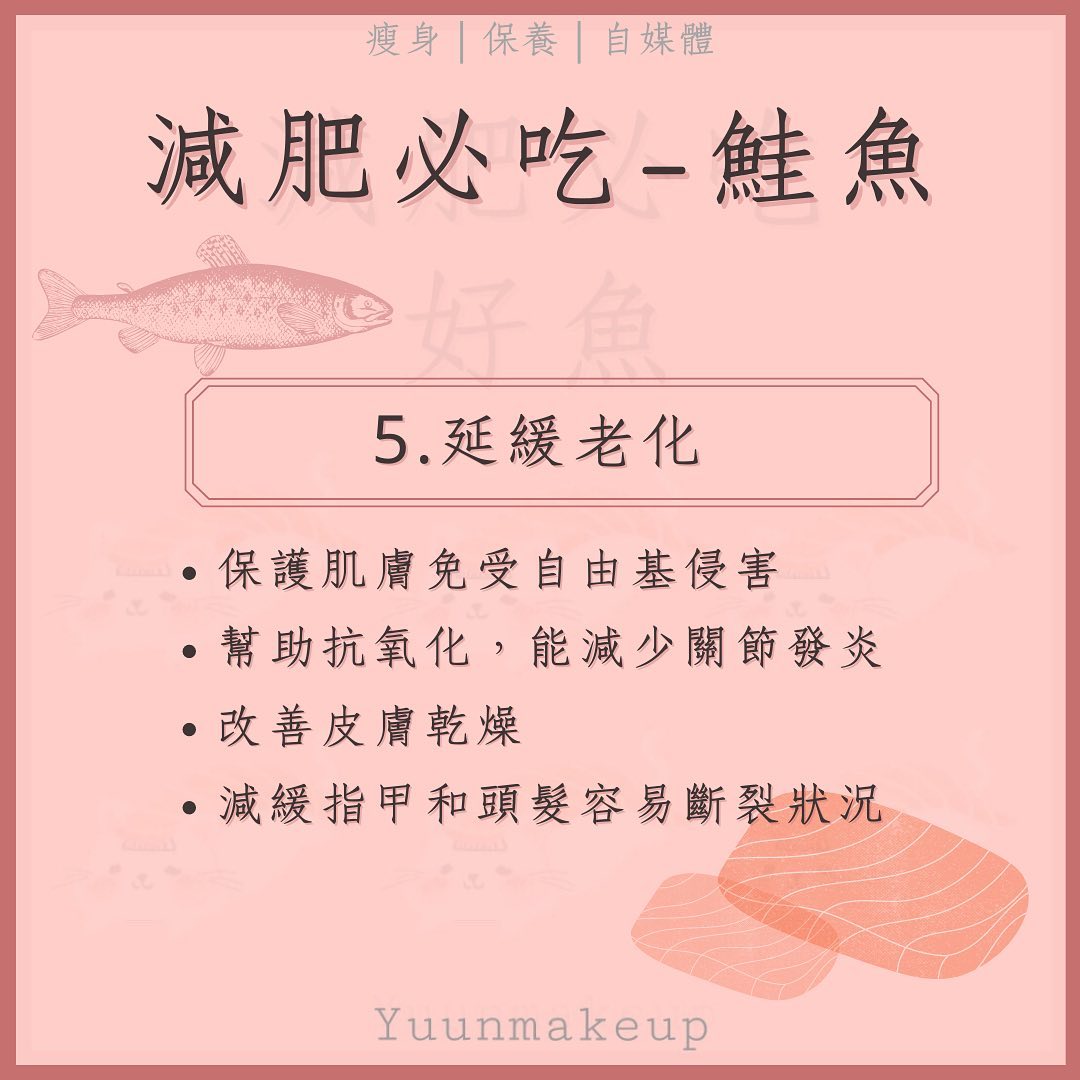 瘦身|保養|自媒體
減肥必吃-鮭魚
好魚
5.延緩老化
• 保護肌膚免受自由基侵害
• 幫助抗氧化，能減少關節發炎
• 改善皮膚乾燥
• 減緩指甲和頭髮容易斷裂狀況
Yuunmakeup